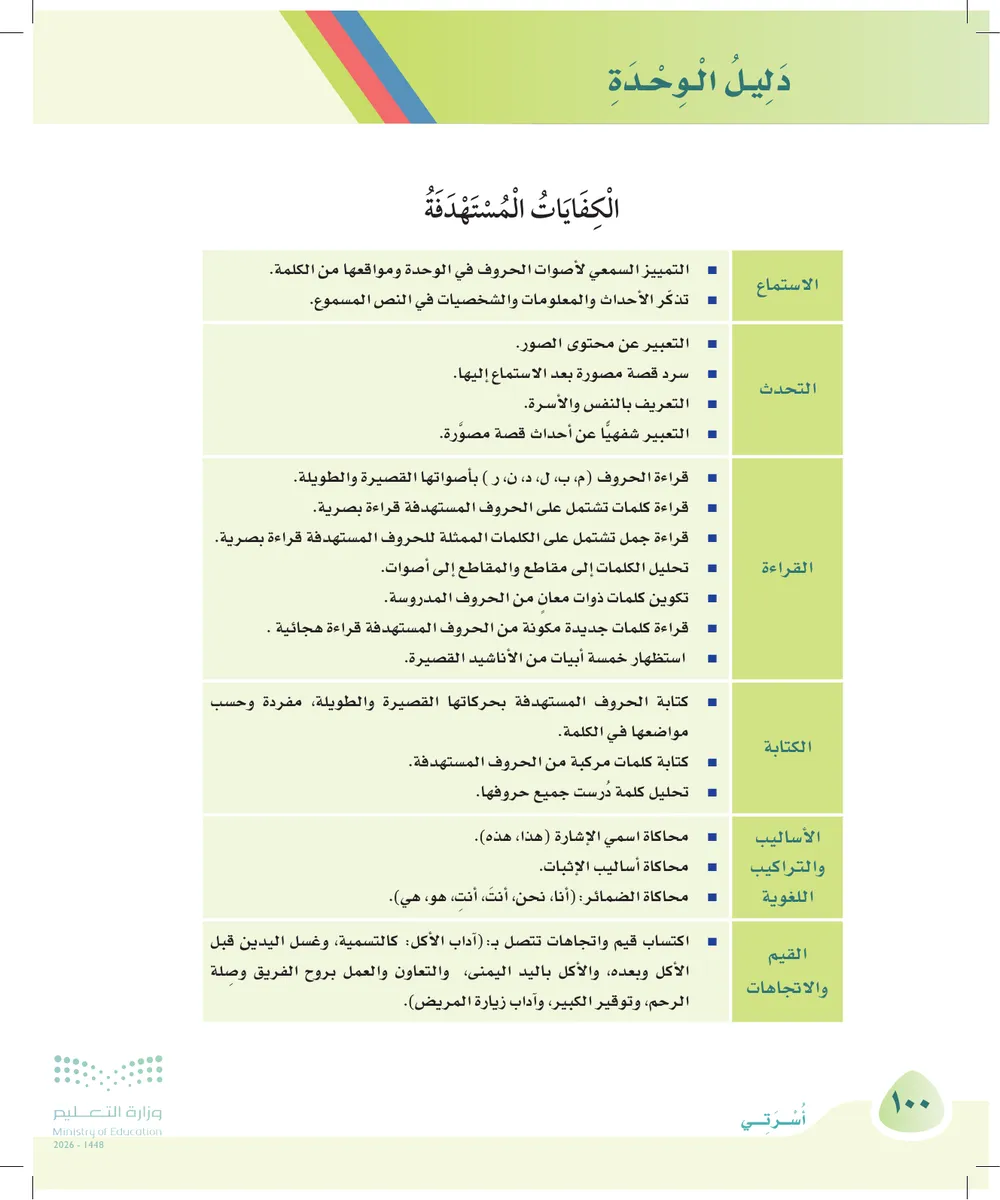 دَلِيلُ الْوِحْدَةِ
الْكِفَايَاتُ الْمُسْتَهْدَفَةُ
الاستماع
■ التمييز السمعي لأصوات الحروف في الوحدة ومواقعها من الكلمة.
■ تذكّر الأحداث والمعلومات والشخصيات في النص المسموع.
التحدث
■ التعبير عن محتوى الصور.
■ سرد قصة مصورة بعد الاستماع إليها.
■ التعريف بالنفس والأسرة.
■ التعبير شفهيًّا عن أحداث قصة مصوَّرة.
القراءة
■ قراءة الحروف (م، ب، ل، د، ن، ر ) بأصواتها القصيرة والطويلة.
■ قراءة كلمات تشتمل على الحروف المستهدفة قراءة بصرية.
■ قراءة جمل تشتمل على الكلمات الممثلة للحروف المستهدفة قراءة بصرية.
■ تحليل الكلمات إلى مقاطع والمقاطع إلى أصوات.
■ تكوين كلمات ذوات معانٍ من الحروف المدروسة.
■ قراءة كلمات جديدة مكونة من الحروف المستهدفة قراءة هجائية .
■ استظهار خمسة أبيات من الأناشيد القصيرة.
الكتابة
■ كتابة الحروف المستهدفة بحركاتها القصيرة والطويلة، مفردة وحسب
مواضعها في الكلمة.
■ كتابة كلمات مركبة من الحروف المستهدفة.
■ تحليل كلمة دُرست جميع حروفها.
الأساليب
والتراكيب
اللغوية
■ محاكاة اسمي الإشارة (هذا، هذه).
■ محاكاة أساليب الإثبات.
■ محاكاة الضمائر: (أنا، نحن، أنتَ، أنتِ، هو، هي).
القيم
والاتجاهات
■ اكتساب قيم واتجاهات تتصل بـ: (آداب الأكل: كالتسمية، وغسل اليدين قبل
الأكل وبعده، والأكل باليد اليمنى، والتعاون والعمل بروح الفريق وصِلة
الرحم، وتوقير الكبير، وآداب زيارة المريض).
١٠٠
أُسْـرَتِــي
وزارة التـعـلـيم
Ministry of Education
2026 - 1448